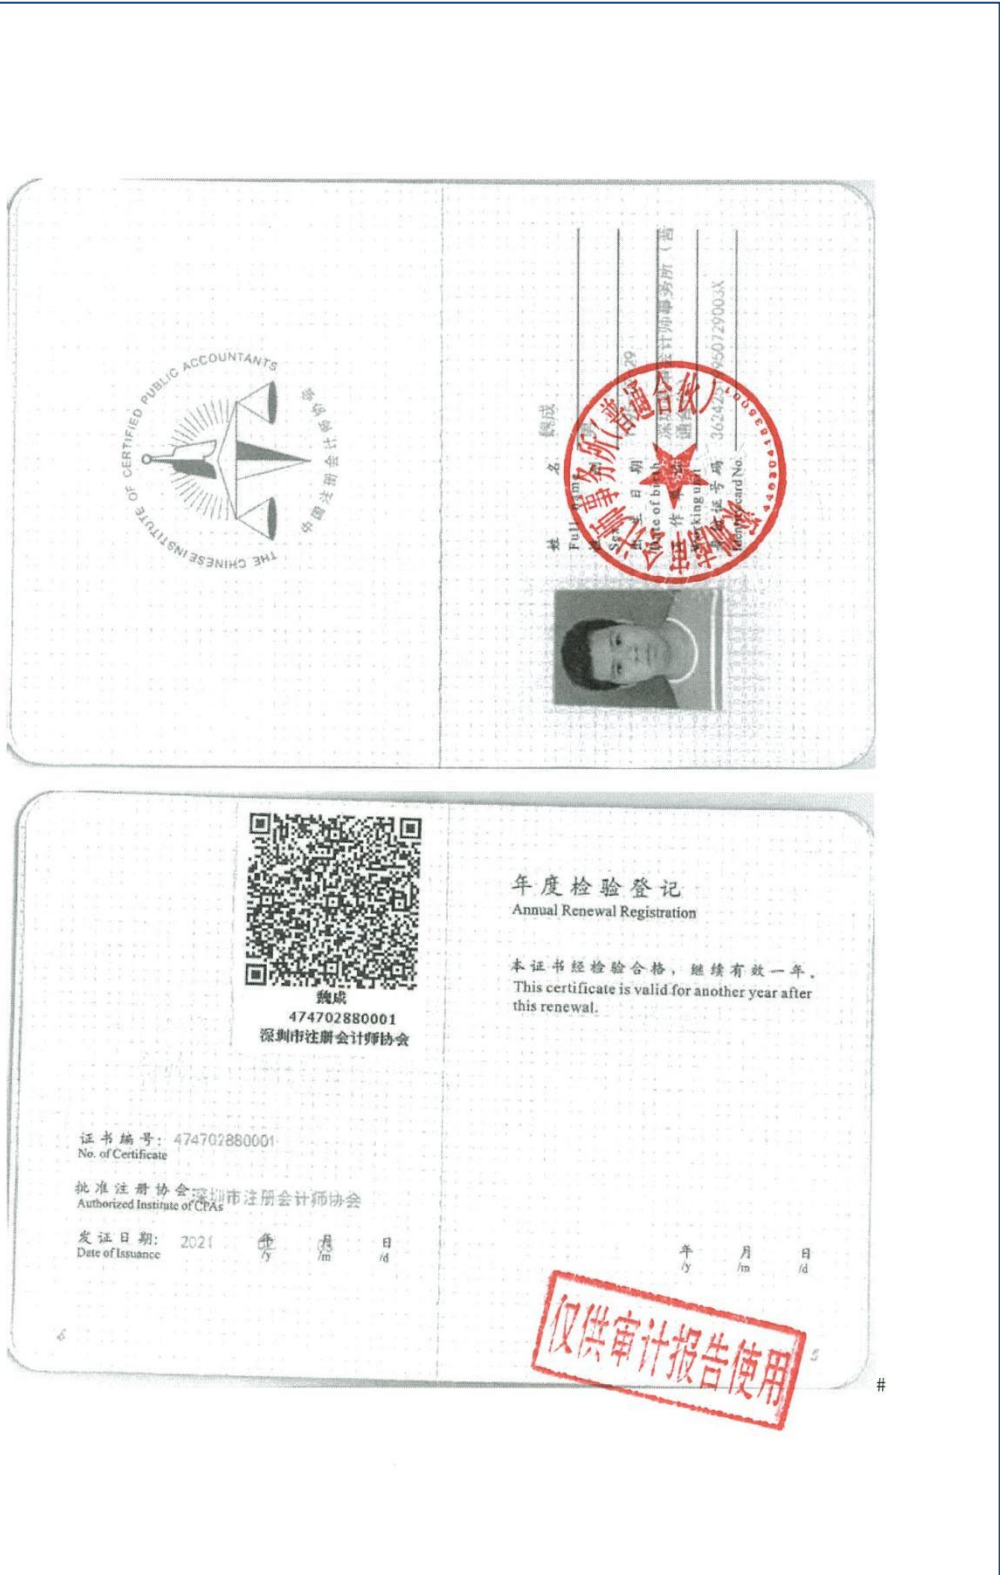 THE CHINESE INSTITUTE OF CERTIFIED PUBLIC ACCOUNTANTS
中国注册会计师协会
姓 名 魏成
Full name
Sex
出 生 日 期
Date of birth
工 作 单 位
Working unit
身份证号码
Identity card No.
会计师事务所（普通合伙）
魏成
474702880001
深圳市注册会计师协会
证书编号: 474702880001
No. of Certificate
批准注册协会: 深圳市注册会计师协会
Authorized Institute of CPAs
发证日期: 2021 年 月 日
Date of Issuance /y /m /d
6
年度检验登记
Annual Renewal Registration
本证书经检验合格，继续有效一年。
This certificate is valid for another year after
this renewal.
年 月 日
/y /m /d
5
仅供审计报告使用
#